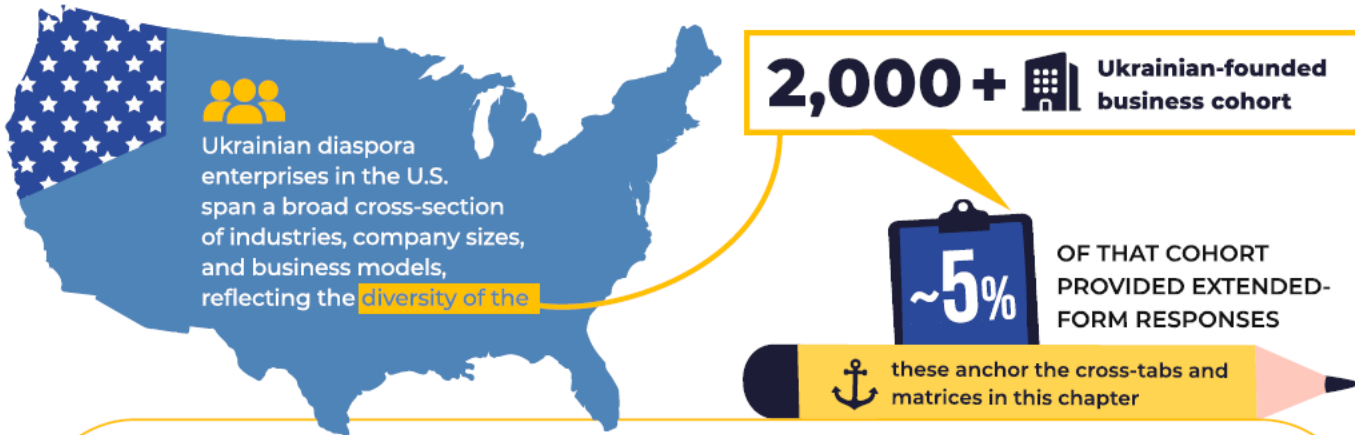 Ukrainian diaspora
enterprises in the U.S.
span a broad cross-section
of industries, company sizes,
and business models,
reflecting the diversity of the
2,000+
Ukrainian-founded
business cohort
~5%
OF THAT COHORT
PROVIDED EXTENDED-
FORM RESPONSES
these anchor the cross-tabs and
matrices in this chapter